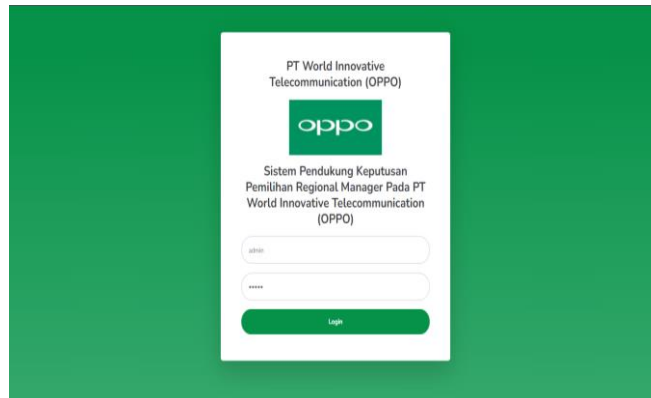 PT World Innovative
Telecommunication (OPPO)
oppo
Sistem Pendukung Keputusan
Pemilihan Regional Manager Pada PT
World Innovative Telecommunication
(OPPO)
admin
•••••
Login